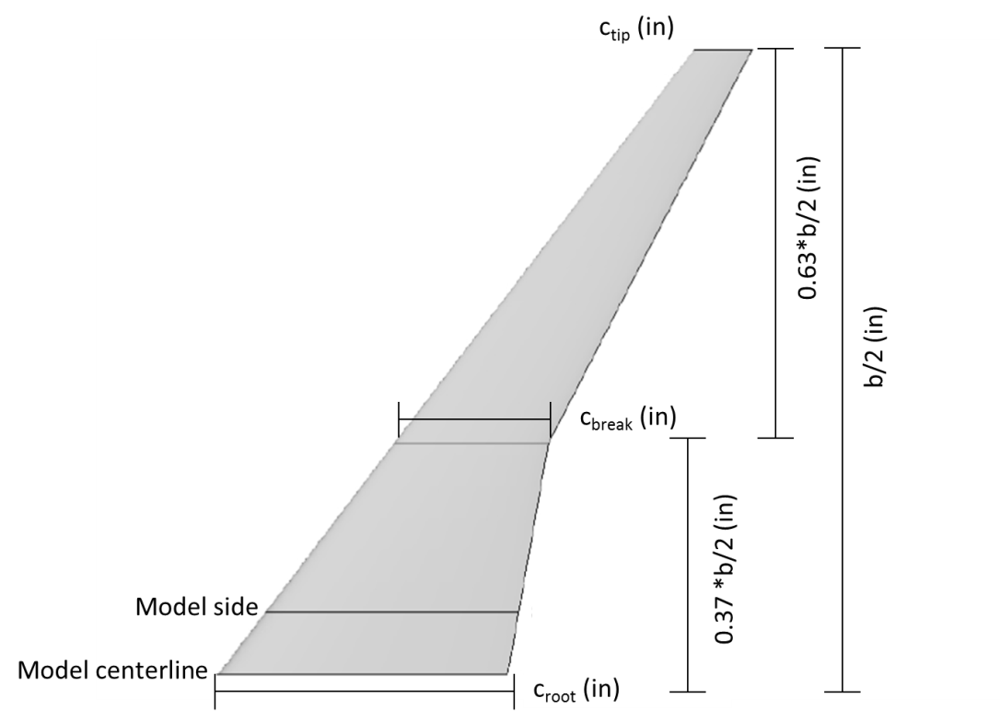 c_tip (in)
0.63*b/2 (in)
b/2 (in)
c_break (in)
0.37 *b/2 (in)
Model side
Model centerline
c_root (in)